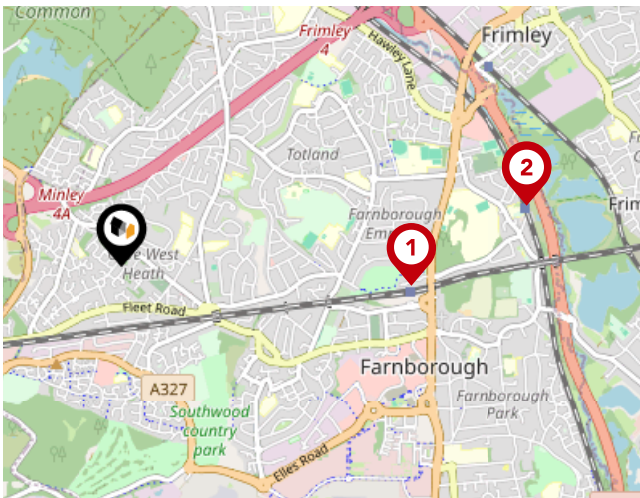 Common
Frimley
4
Hawley Lane
Frimley
Totland
2
Minley
4A
Farnborough
1
West
Heath
Fleet Road
Farnborough
A327
Farnborough
Park
Southwood
country
park
Elles Road